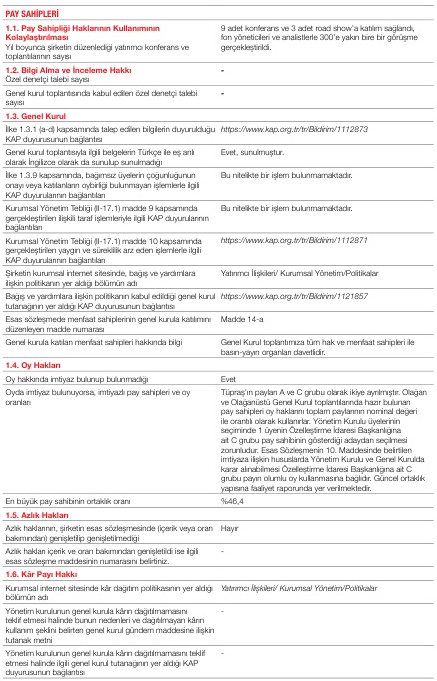 PAY SAHİPLERİ
1.1. Pay Sahipliği Haklarının Kullanımının
Kolaylaştırılması
Yıl boyunca şirketin düzenlediği yatırımcı konferans ve
toplantılarının sayısı
9 adet konferans ve 3 adet road show'a katılım sağlandı,
fon yöneticileri ve analistlerle 300'e yakın bire bir görüşme
gerçekleştirildi.
1.2. Bilgi Alma ve İnceleme Hakkı
Özel denetçi talebi sayısı
-
Genel kurul toplantısında kabul edilen özel denetçi talebi
sayısı
-
1.3. Genel Kurul
İlke 1.3.1 (a-d) kapsamında talep edilen bilgilerin duyurulduğu
KAP duyurusunun bağlantısı
https://www.kap.org.tr/tr/Bildirim/1112873
Genel kurul toplantısıyla ilgili belgelerin Türkçe ile eş anlı
olarak İngilizce olarak da sunulup sunulmadığı
Evet, sunulmuştur.
İlke 1.3.9 kapsamında, bağımsız üyelerin çoğunluğunun
onayı veya katılanların oybirliği bulunmayan işlemlerle ilgili
KAP duyurularının bağlantıları
Bu nitelikte bir işlem bulunmamaktadır.
Kurumsal Yönetim Tebliği (II-17.1) madde 9 kapsamında
gerçekleştirilen ilişkili taraf işlemleriyle ilgili KAP duyurularının
bağlantıları
Bu nitelikte bir işlem bulunmamaktadır.
Kurumsal Yönetim Tebliği (II-17.1) madde 10 kapsamında
gerçekleştirilen yaygın ve süreklilik arz eden işlemlerle ilgili
KAP duyurularının bağlantıları
https://www.kap.org.tr/tr/Bildirim/1112871
Şirketin kurumsal internet sitesinde, bağış ve yardımlara
ilişkin politikanın yer aldığı bölümün adı
Yatırımcı İlişkileri/ Kurumsal Yönetim/Politikalar
Bağış ve yardımlara ilişkin politikanın kabul edildiği genel kurul
tutanağının yer aldığı KAP duyurusunun bağlantısı
https://www.kap.org.tr/tr/Bildirim/1121857
Esas sözleşmede menfaat sahiplerinin genel kurula katılımını
düzenleyen madde numarası
Madde 14-a
Genel kurula katılan menfaat sahipleri hakkında bilgi
Genel Kurul toplantımıza tüm hak ve menfaat sahipleri ile
basın-yayın organları davetlidir.
1.4. Oy Hakları
Oy hakkında imtiyaz bulunup bulunmadığı
Evet
Oyda imtiyaz bulunuyorsa, imtiyazlı pay sahipleri ve oy
oranları
Tüpraş'ın payları A ve C grubu olarak ikiye ayrılmıştır. Olağan
ve Olağanüstü Genel Kurul toplantılarında hazır bulunan
pay sahipleri oy haklarını toplam paylarının nominal değeri
ile orantılı olarak kullanırlar. Yönetim Kurulu üyelerinin
seçiminde 1 üyenin Özelleştirme İdaresi Başkanlığına
ait C grubu pay sahibinin gösterdiği adaydan seçilmesi
zorunludur. Esas Sözleşmenin 10. Maddesinde belirtilen
imtiyaza ilişkin hususlarda Yönetim Kurulu ve Genel Kurulda
karar alınabilmesi Özelleştirme İdaresi Başkanlığına ait C
grubu payın olumlu oy kullanmasına bağlıdır. Güncel ortaklık
yapısına faaliyet raporunda yer verilmektedir.
En büyük pay sahibinin ortaklık oranı
%46,4
1.5. Azlık Hakları
Azlık haklarının, şirketin esas sözleşmesinde (içerik veya oran
bakımından) genişletilip genişletilmediği
Hayır
Azlık hakları içerik ve oran bakımından genişletildi ise ilgili
esas sözleşme maddesinin numarasını belirtiniz.
-
1.6. Kâr Payı Hakkı
Kurumsal internet sitesinde kâr dağıtım politikasının yer aldığı
bölümün adı
Yatırımcı İlişkileri/ Kurumsal Yönetim/Politikalar
Yönetim kurulunun genel kurula kârın dağıtılmamasını
teklif etmesi halinde bunun nedenleri ve dağıtılmayan kârın
kullanım şeklini belirten genel kurul gündem maddesine ilişkin
tutanak metni
-
Yönetim kurulunun genel kurula kârın dağıtılmamasını teklif
etmesi halinde ilgili genel kurul tutanağının yer aldığı KAP
duyurusunun bağlantısı
-